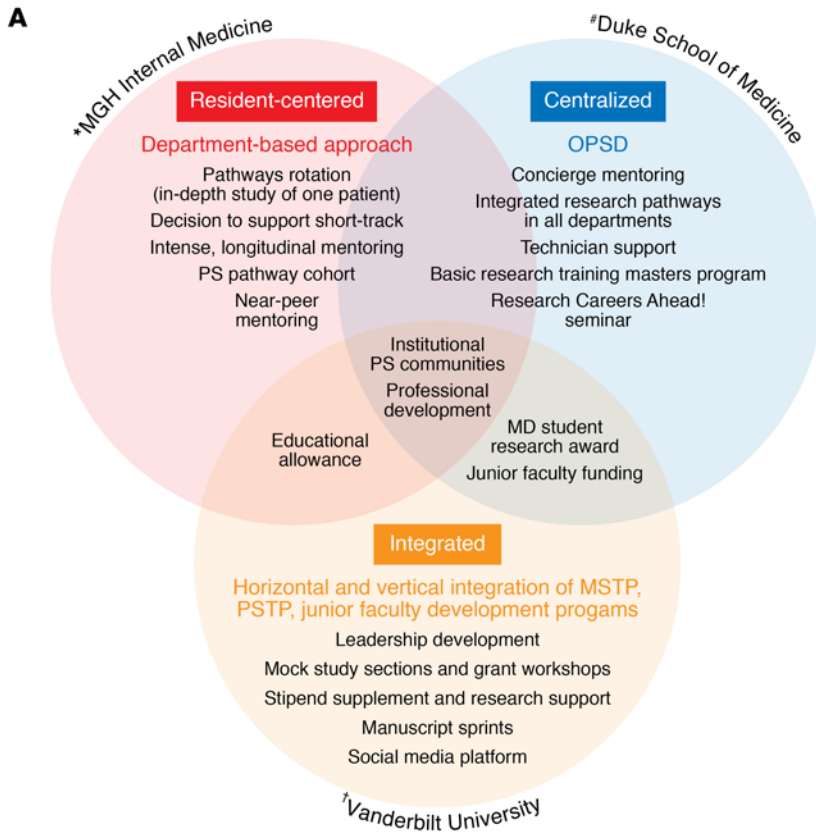 A
*MGH Internal Medicine
#Duke School of Medicine
Resident-centered
Department-based approach
Pathways rotation
(in-depth study of one patient)
Decision to support short-track
Intense, longitudinal mentoring
PS pathway cohort
Near-peer
mentoring
Centralized
OPSD
Concierge mentoring
Integrated research pathways
in all departments
Technician support
Basic research training masters program
Research Careers Ahead!
seminar
Institutional
PS communities
Professional
development
Educational
allowance
MD student
research award
Junior faculty funding
Integrated
Horizontal and vertical integration of MSTP,
PSTP, junior faculty development progams
Leadership development
Mock study sections and grant workshops
Stipend supplement and research support
Manuscript sprints
Social media platform
†Vanderbilt University